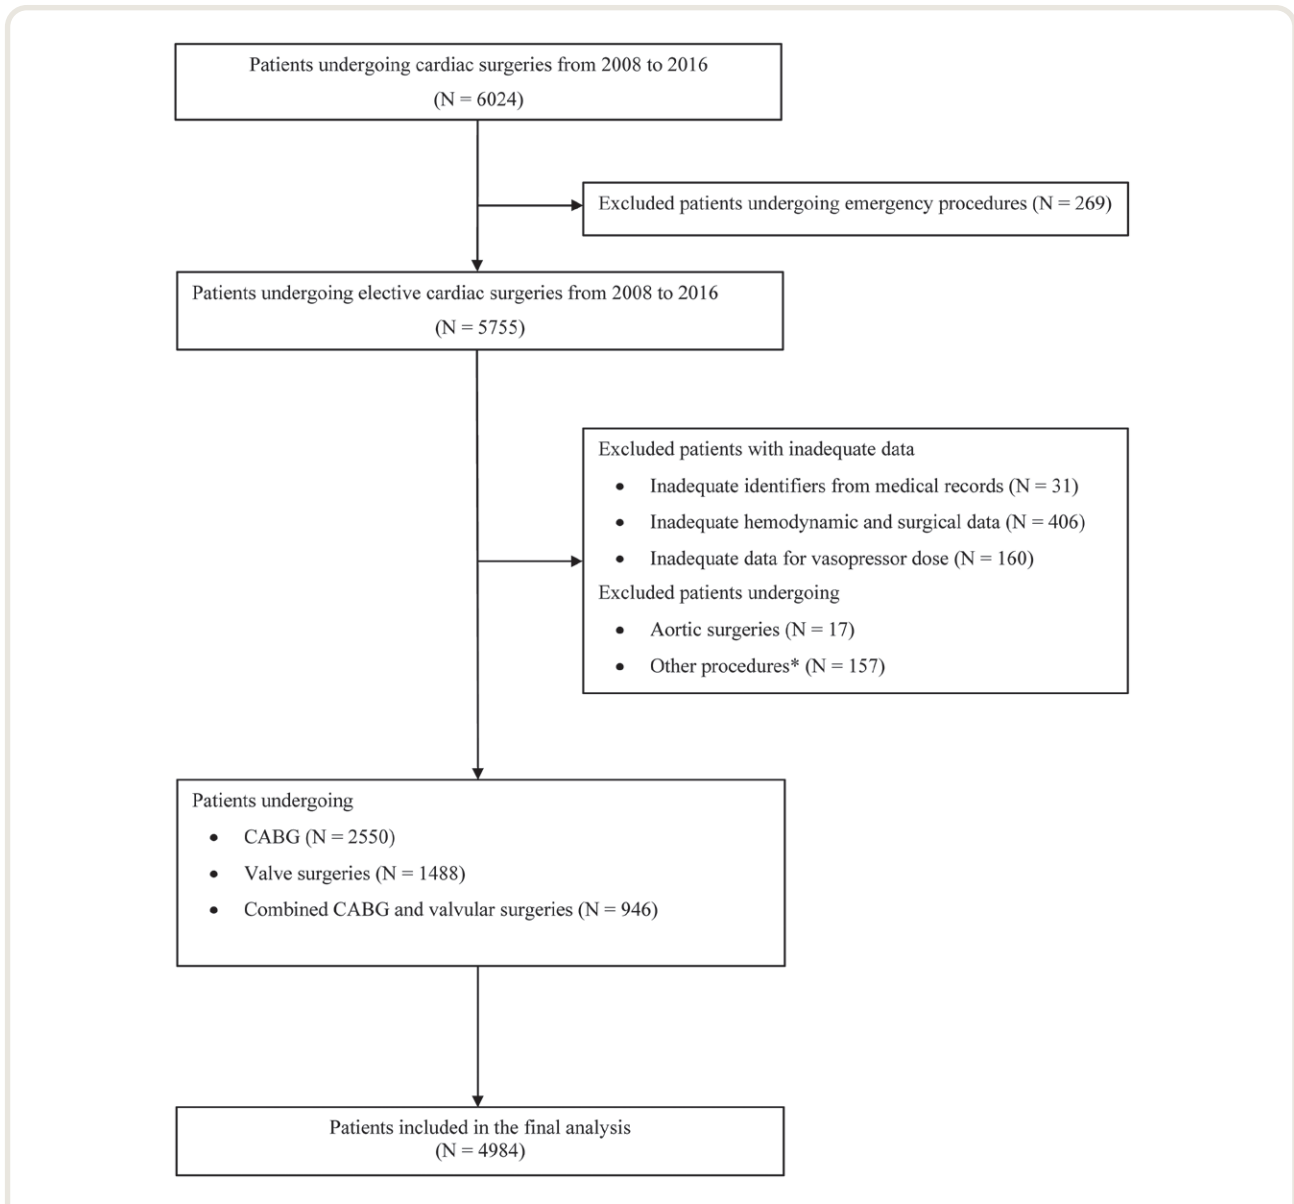 Patients undergoing cardiac surgeries from 2008 to 2016
(N = 6024)
Excluded patients undergoing emergency procedures (N = 269)
Patients undergoing elective cardiac surgeries from 2008 to 2016
(N = 5755)
Excluded patients with inadequate data
• Inadequate identifiers from medical records (N = 31)
• Inadequate hemodynamic and surgical data (N = 406)
• Inadequate data for vasopressor dose (N = 160)
Excluded patients undergoing
• Aortic surgeries (N = 17)
• Other procedures* (N = 157)
Patients undergoing
• CABG (N = 2550)
• Valve surgeries (N = 1488)
• Combined CABG and valvular surgeries (N = 946)
Patients included in the final analysis
(N = 4984)